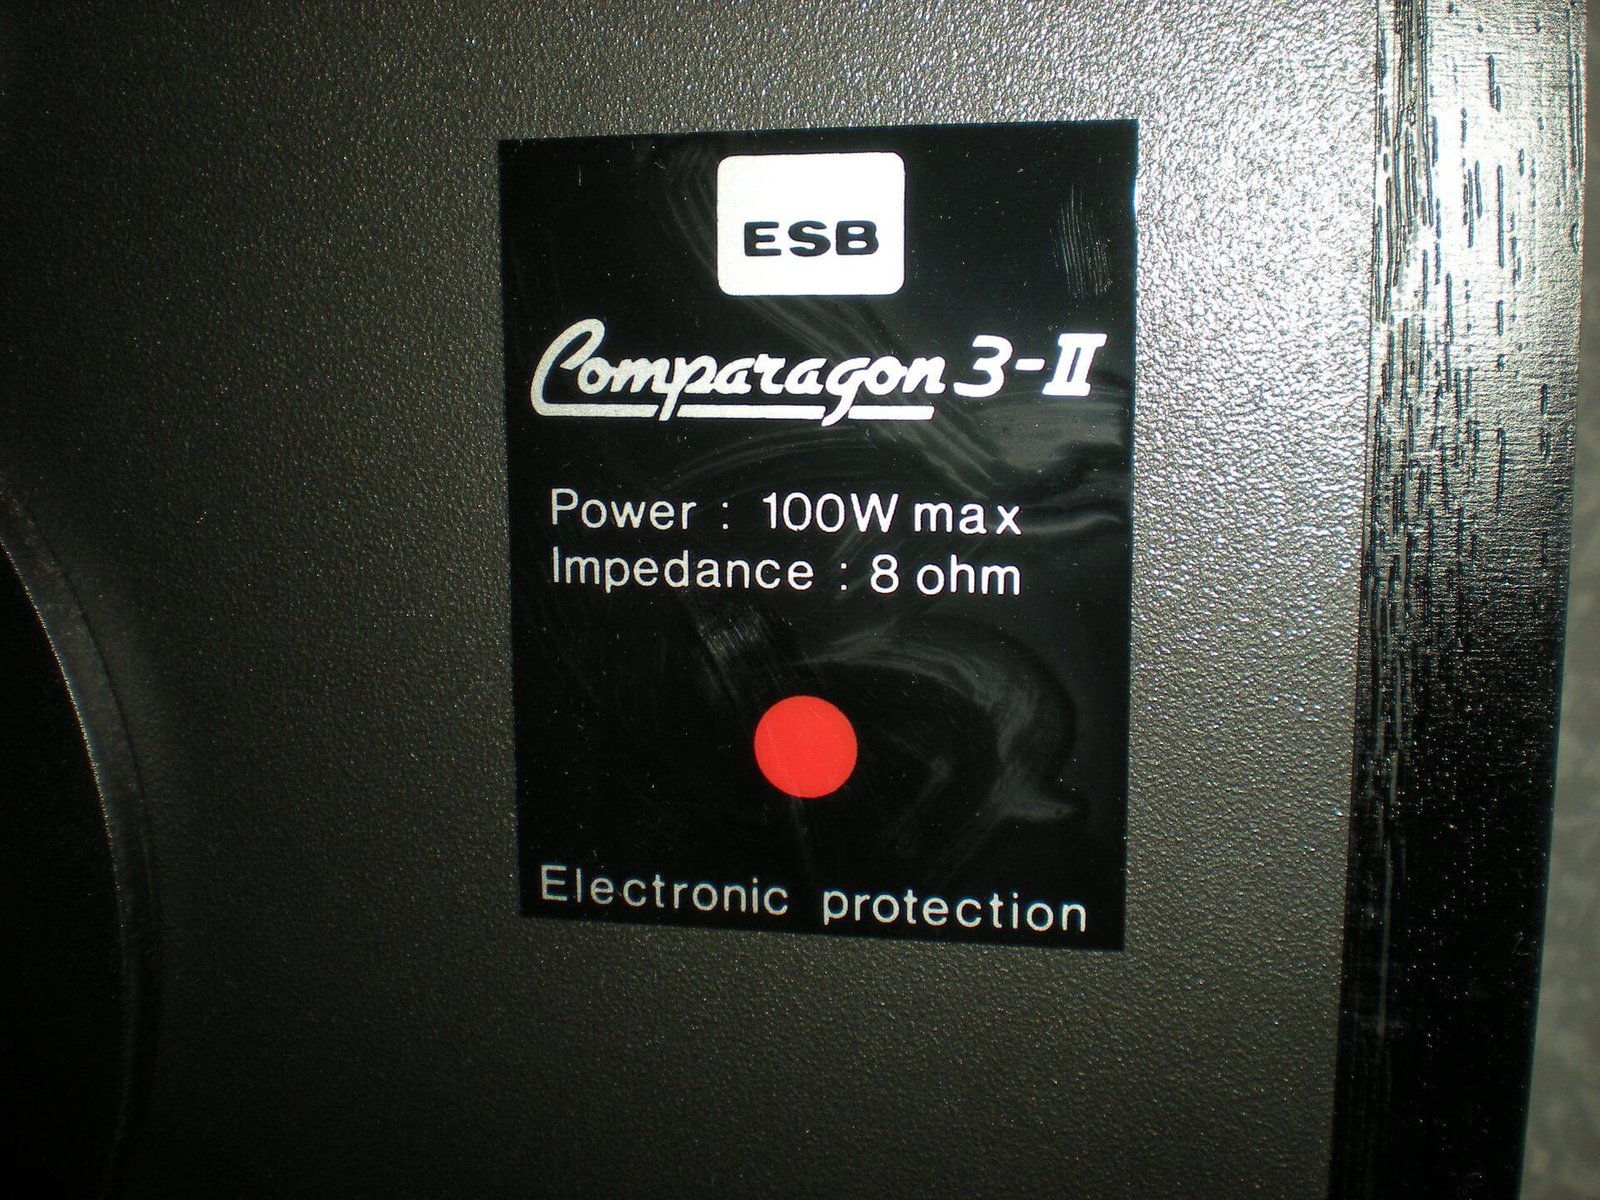 ESB
Comparagon 3-II
Power : 100W max
Impedance : 8 ohm
Electronic protection